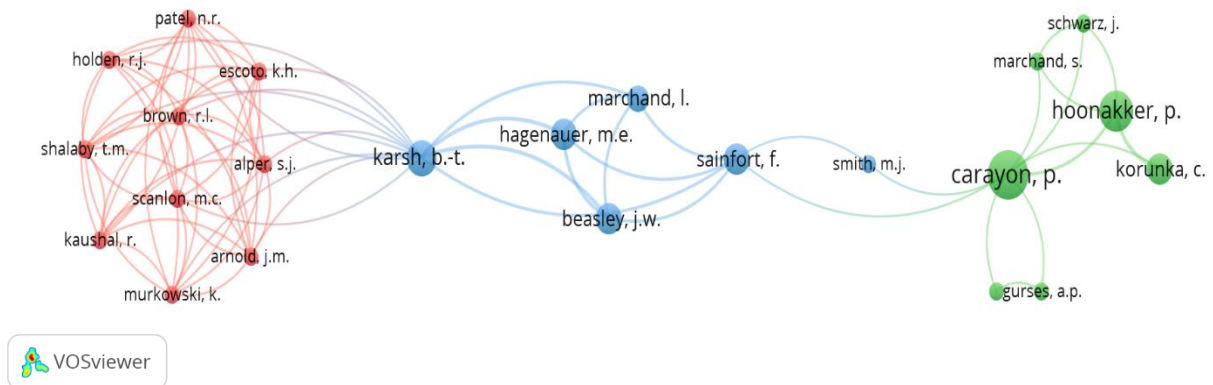 patel, n.r.
holden, r.j.
escoto, k.h.
brown, r.l.
shalaby, t.m.
alper, s.j.
scanlon, m.c.
kaushal, r.
arnold, j.m.
murkowski, k.
karsh, b.-t.
marchand, l.
hagenauer, m.e.
beasley, j.w.
sainfort, f.
smith, m.j.
schwarz, j.
marchand, s.
hoonakker, p.
carayon, p.
korunka, c.
gurses, a.p.
VOSviewer